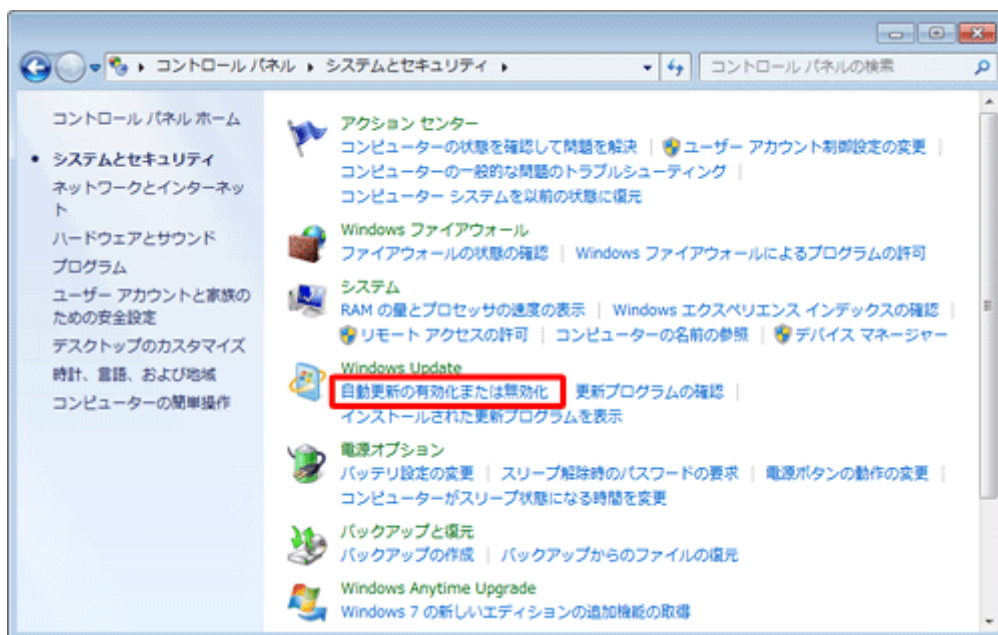 コントロール パネル ▸ システムとセキュリティ ▸ コントロール パネルの検索
コントロール パネル ホーム
• システムとセキュリティ
ネットワークとインターネッ
ト
ハードウェアとサウンド
プログラム
ユーザー アカウントと家族の
ための安全設定
デスクトップのカスタマイズ
時計、言語、および地域
コンピューターの簡単操作
アクション センター
コンピューターの状態を確認して問題を解決 | ユーザー アカウント制御設定の変更 |
コンピューターの一般的な問題のトラブルシューティング |
コンピューター システムを以前の状態に復元
Windows ファイアウォール
ファイアウォールの状態の確認 | Windows ファイアウォールによるプログラムの許可
システム
RAM の量とプロセッサの速度の表示 | Windows エクスペリエンス インデックスの確認 |
リモート アクセスの許可 | コンピューターの名前の参照 | デバイス マネージャー
Windows Update
自動更新の有効化または無効化 更新プログラムの確認 |
インストールされた更新プログラムを表示
電源オプション
バッテリ設定の変更 | スリープ解除時のパスワードの要求 | 電源ボタンの動作の変更 |
コンピューターがスリープ状態になる時間を変更
バックアップと復元
バックアップの作成 | バックアップからのファイルの復元
Windows Anytime Upgrade
Windows 7 の新しいエディションの追加機能の取得